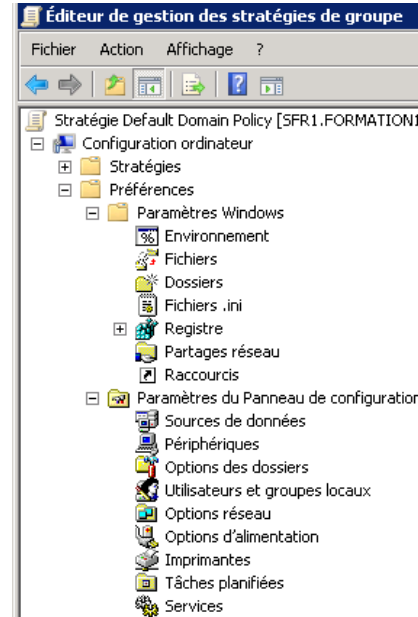 Éditeur de gestion des stratégies de groupe
Fichier Action Affichage ?
Stratégie Default Domain Policy [SFR1.FORMATION1
Configuration ordinateur
Stratégies
Préférences
Paramètres Windows
Environnement
Fichiers
Dossiers
Fichiers .ini
Registre
Partages réseau
Raccourcis
Paramètres du Panneau de configuration
Sources de données
Périphériques
Options des dossiers
Utilisateurs et groupes locaux
Options réseau
Options d'alimentation
Imprimantes
Tâches planifiées
Services